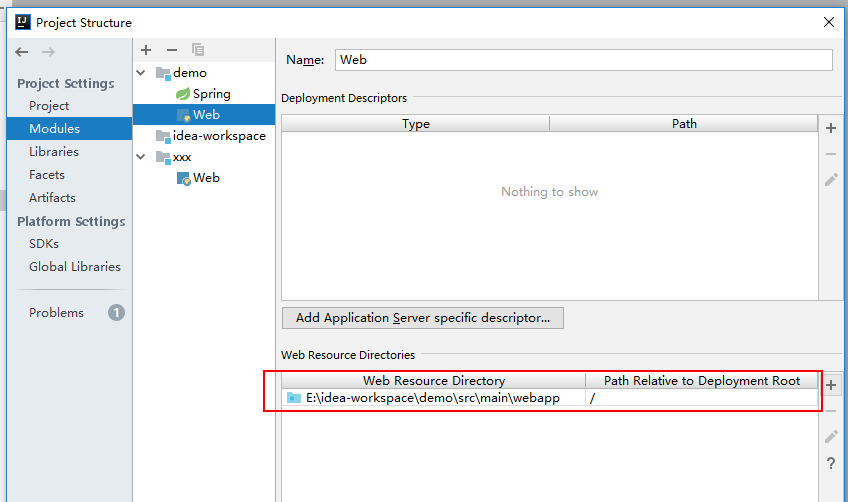 Project Structure
Project Settings
Project
Modules
Libraries
Facets
Artifacts
Platform Settings
SDKs
Global Libraries
Problems 1
demo
Spring
Web
idea-workspace
xxx
Web
Name: Web
Deployment Descriptors
Type Path
Nothing to show
Add Application Server specific descriptor...
Web Resource Directories
Web Resource Directory Path Relative to Deployment Root
E:\idea-workspace\demo\src\main\webapp /